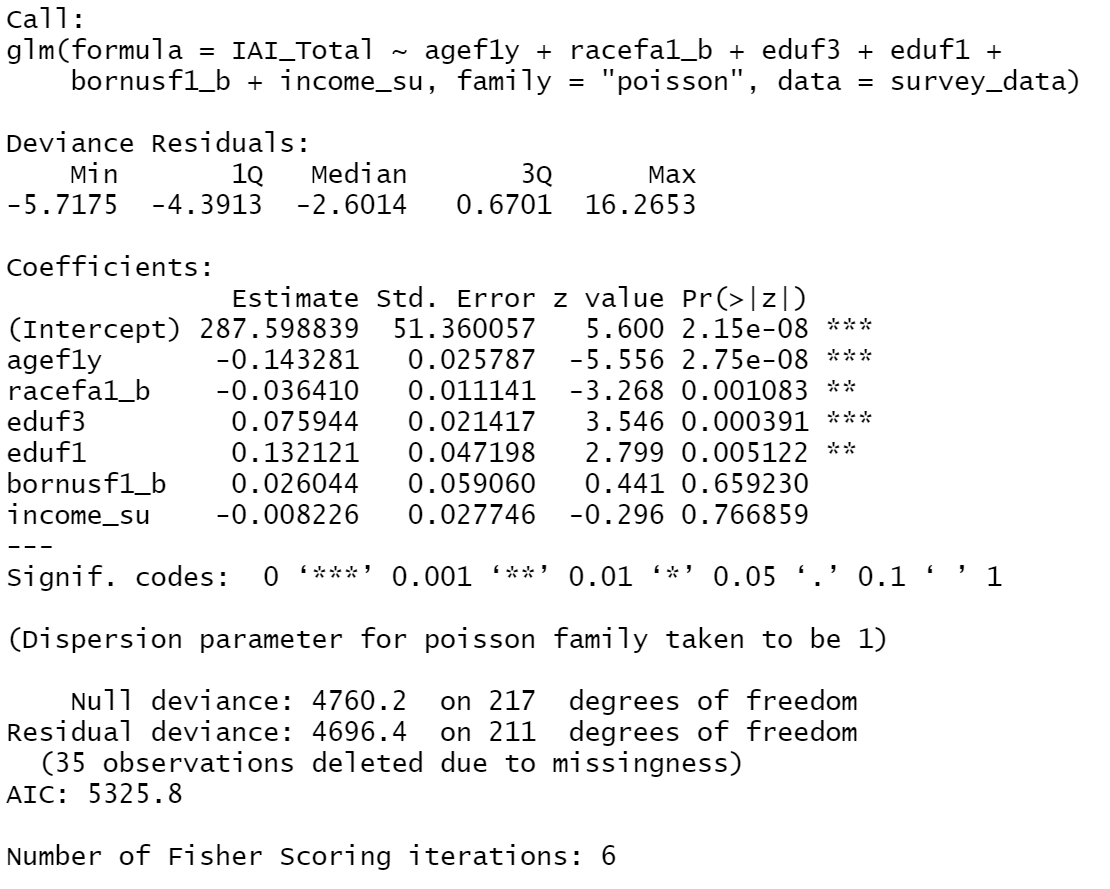 Call:
glm(formula = IAI_Total ~ agef1y + racefa1_b + eduf3 + eduf1 +
    bornusf1_b + income_su, family = "poisson", data = survey_data)

Deviance Residuals:
    Min       1Q   Median       3Q      Max
-5.7175  -4.3913  -2.6014   0.6701  16.2653

Coefficients:
              Estimate Std. Error z value Pr(>|z|)
(Intercept) 287.598839  51.360057   5.600 2.15e-08 ***
agef1y       -0.143281   0.025787  -5.556 2.75e-08 ***
racefa1_b    -0.036410   0.011141  -3.268 0.001083 **
eduf3         0.075944   0.021417   3.546 0.000391 ***
eduf1         0.132121   0.047198   2.799 0.005122 **
bornusf1_b    0.026044   0.059060   0.441 0.659230
income_su    -0.008226   0.027746  -0.296 0.766859
---
Signif. codes:  0 ‘***’ 0.001 ‘**’ 0.01 ‘*’ 0.05 ‘.’ 0.1 ‘ ’ 1

(Dispersion parameter for poisson family taken to be 1)

    Null deviance: 4760.2  on 217  degrees of freedom
Residual deviance: 4696.4  on 211  degrees of freedom
  (35 observations deleted due to missingness)
AIC: 5325.8

Number of Fisher Scoring iterations: 6